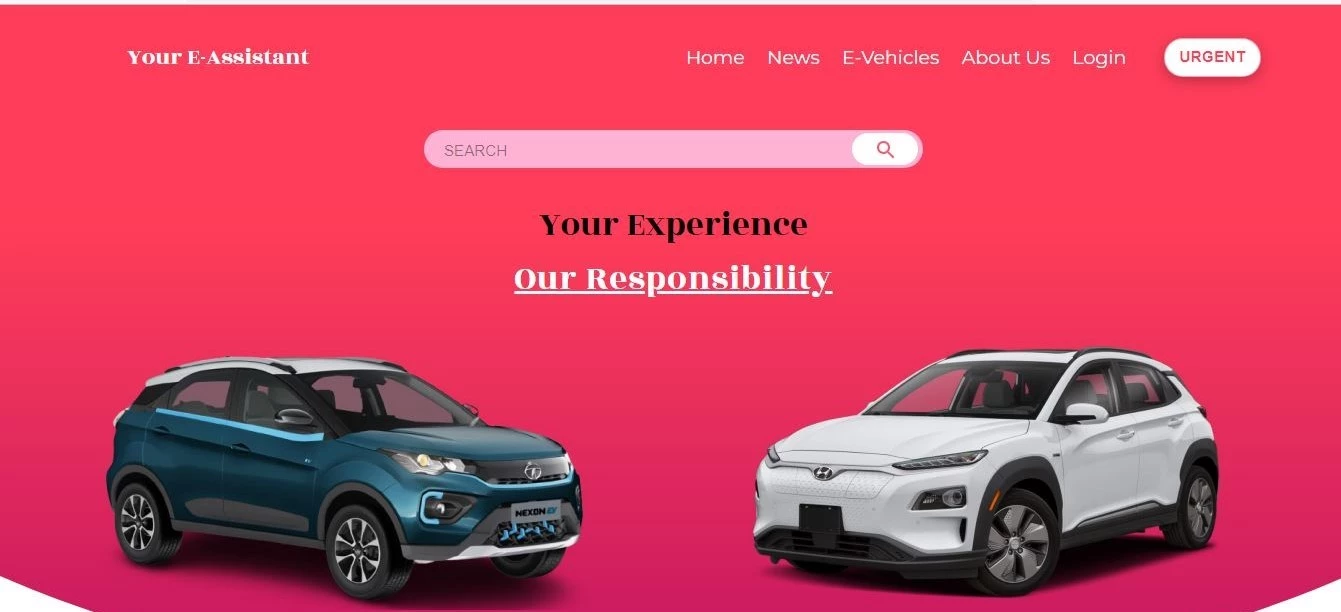 Your E-Assistant
Home News E-Vehicles About Us Login URGENT
SEARCH
Your Experience
Our Responsibility
NEXON EV